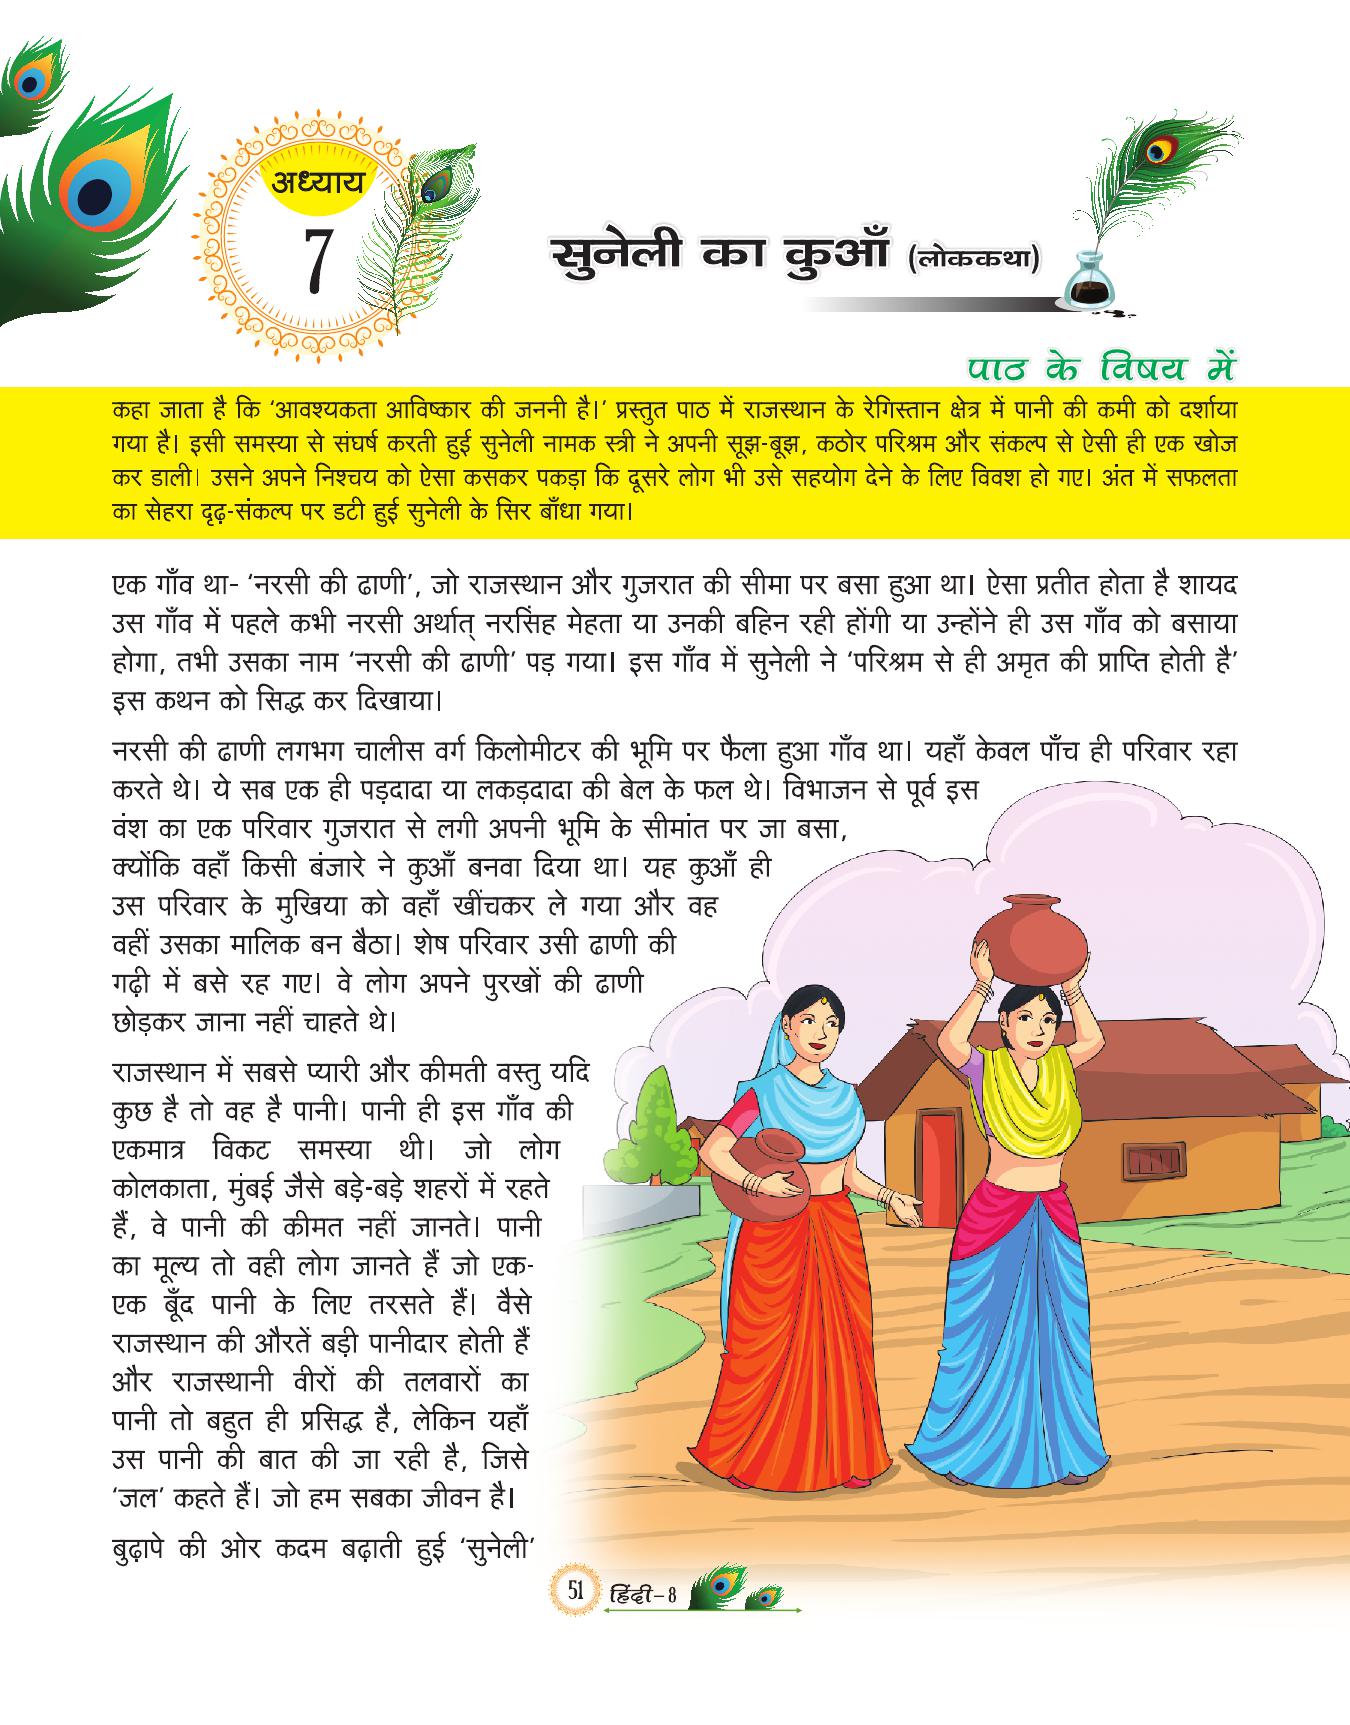 अध्याय
7
सुनेली का कुआँ (लोककथा)
पाठ के विषय में
कहा जाता है कि ‘आवश्यकता आविष्कार की जननी है।’ प्रस्तुत पाठ में राजस्थान के रेगिस्तान क्षेत्र में पानी की कमी को दर्शाया
गया है। इसी समस्या से संघर्ष करती हुई सुनेली नामक स्त्री ने अपनी सूझ-बूझ, कठोर परिश्रम और संकल्प से ऐसी ही एक खोज
कर डाली। उसने अपने निश्चय को ऐसा कसकर पकड़ा कि दूसरे लोग भी उसे सहयोग देने के लिए विवश हो गए। अंत में सफलता
का सेहरा दृढ़-संकल्प पर डटी हुई सुनेली के सिर बाँधा गया।
एक गाँव था- ‘नरसी की ढाणी’, जो राजस्थान और गुजरात की सीमा पर बसा हुआ था। ऐसा प्रतीत होता है शायद
उस गाँव में पहले कभी नरसी अर्थात् नरसिंह मेहता या उनकी बहिन रही होंगी या उन्होंने ही उस गाँव को बसाया
होगा, तभी उसका नाम ‘नरसी की ढाणी’ पड़ गया। इस गाँव में सुनेली ने ‘परिश्रम से ही अमृत की प्राप्ति होती है’
इस कथन को सिद्ध कर दिखाया।
नरसी की ढाणी लगभग चालीस वर्ग किलोमीटर की भूमि पर फैला हुआ गाँव था। यहाँ केवल पाँच ही परिवार रहा
करते थे। ये सब एक ही पड़दादा या लकड़दादा की बेल के फल थे। विभाजन से पूर्व इस
वंश का एक परिवार गुजरात से लगी अपनी भूमि के सीमांत पर जा बसा,
क्योंकि वहाँ किसी बंजारे ने कुआँ बनवा दिया था। यह कुआँ ही
उस परिवार के मुखिया को वहाँ खींचकर ले गया और वह
वहीं उसका मालिक बन बैठा। शेष परिवार उसी ढाणी की
गढ़ी में बसे रह गए। वे लोग अपने पुरखों की ढाणी
छोड़कर जाना नहीं चाहते थे।
राजस्थान में सबसे प्यारी और कीमती वस्तु यदि
कुछ है तो वह है पानी। पानी ही इस गाँव की
एकमात्र विकट समस्या थी। जो लोग
कोलकाता, मुंबई जैसे बड़े-बड़े शहरों में रहते
हैं, वे पानी की कीमत नहीं जानते। पानी
का मूल्य तो वही लोग जानते हैं जो एक-
एक बूँद पानी के लिए तरसते हैं। वैसे
राजस्थान की औरतें बड़ी पानीदार होती हैं
और राजस्थानी वीरों की तलवारों का
पानी तो बहुत ही प्रसिद्ध है, लेकिन यहाँ
उस पानी की बात की जा रही है, जिसे
‘जल’ कहते हैं। जो हम सबका जीवन है।
बुढ़ापे की ओर कदम बढ़ाती हुई ‘सुनेली’
51 हिंदी–8